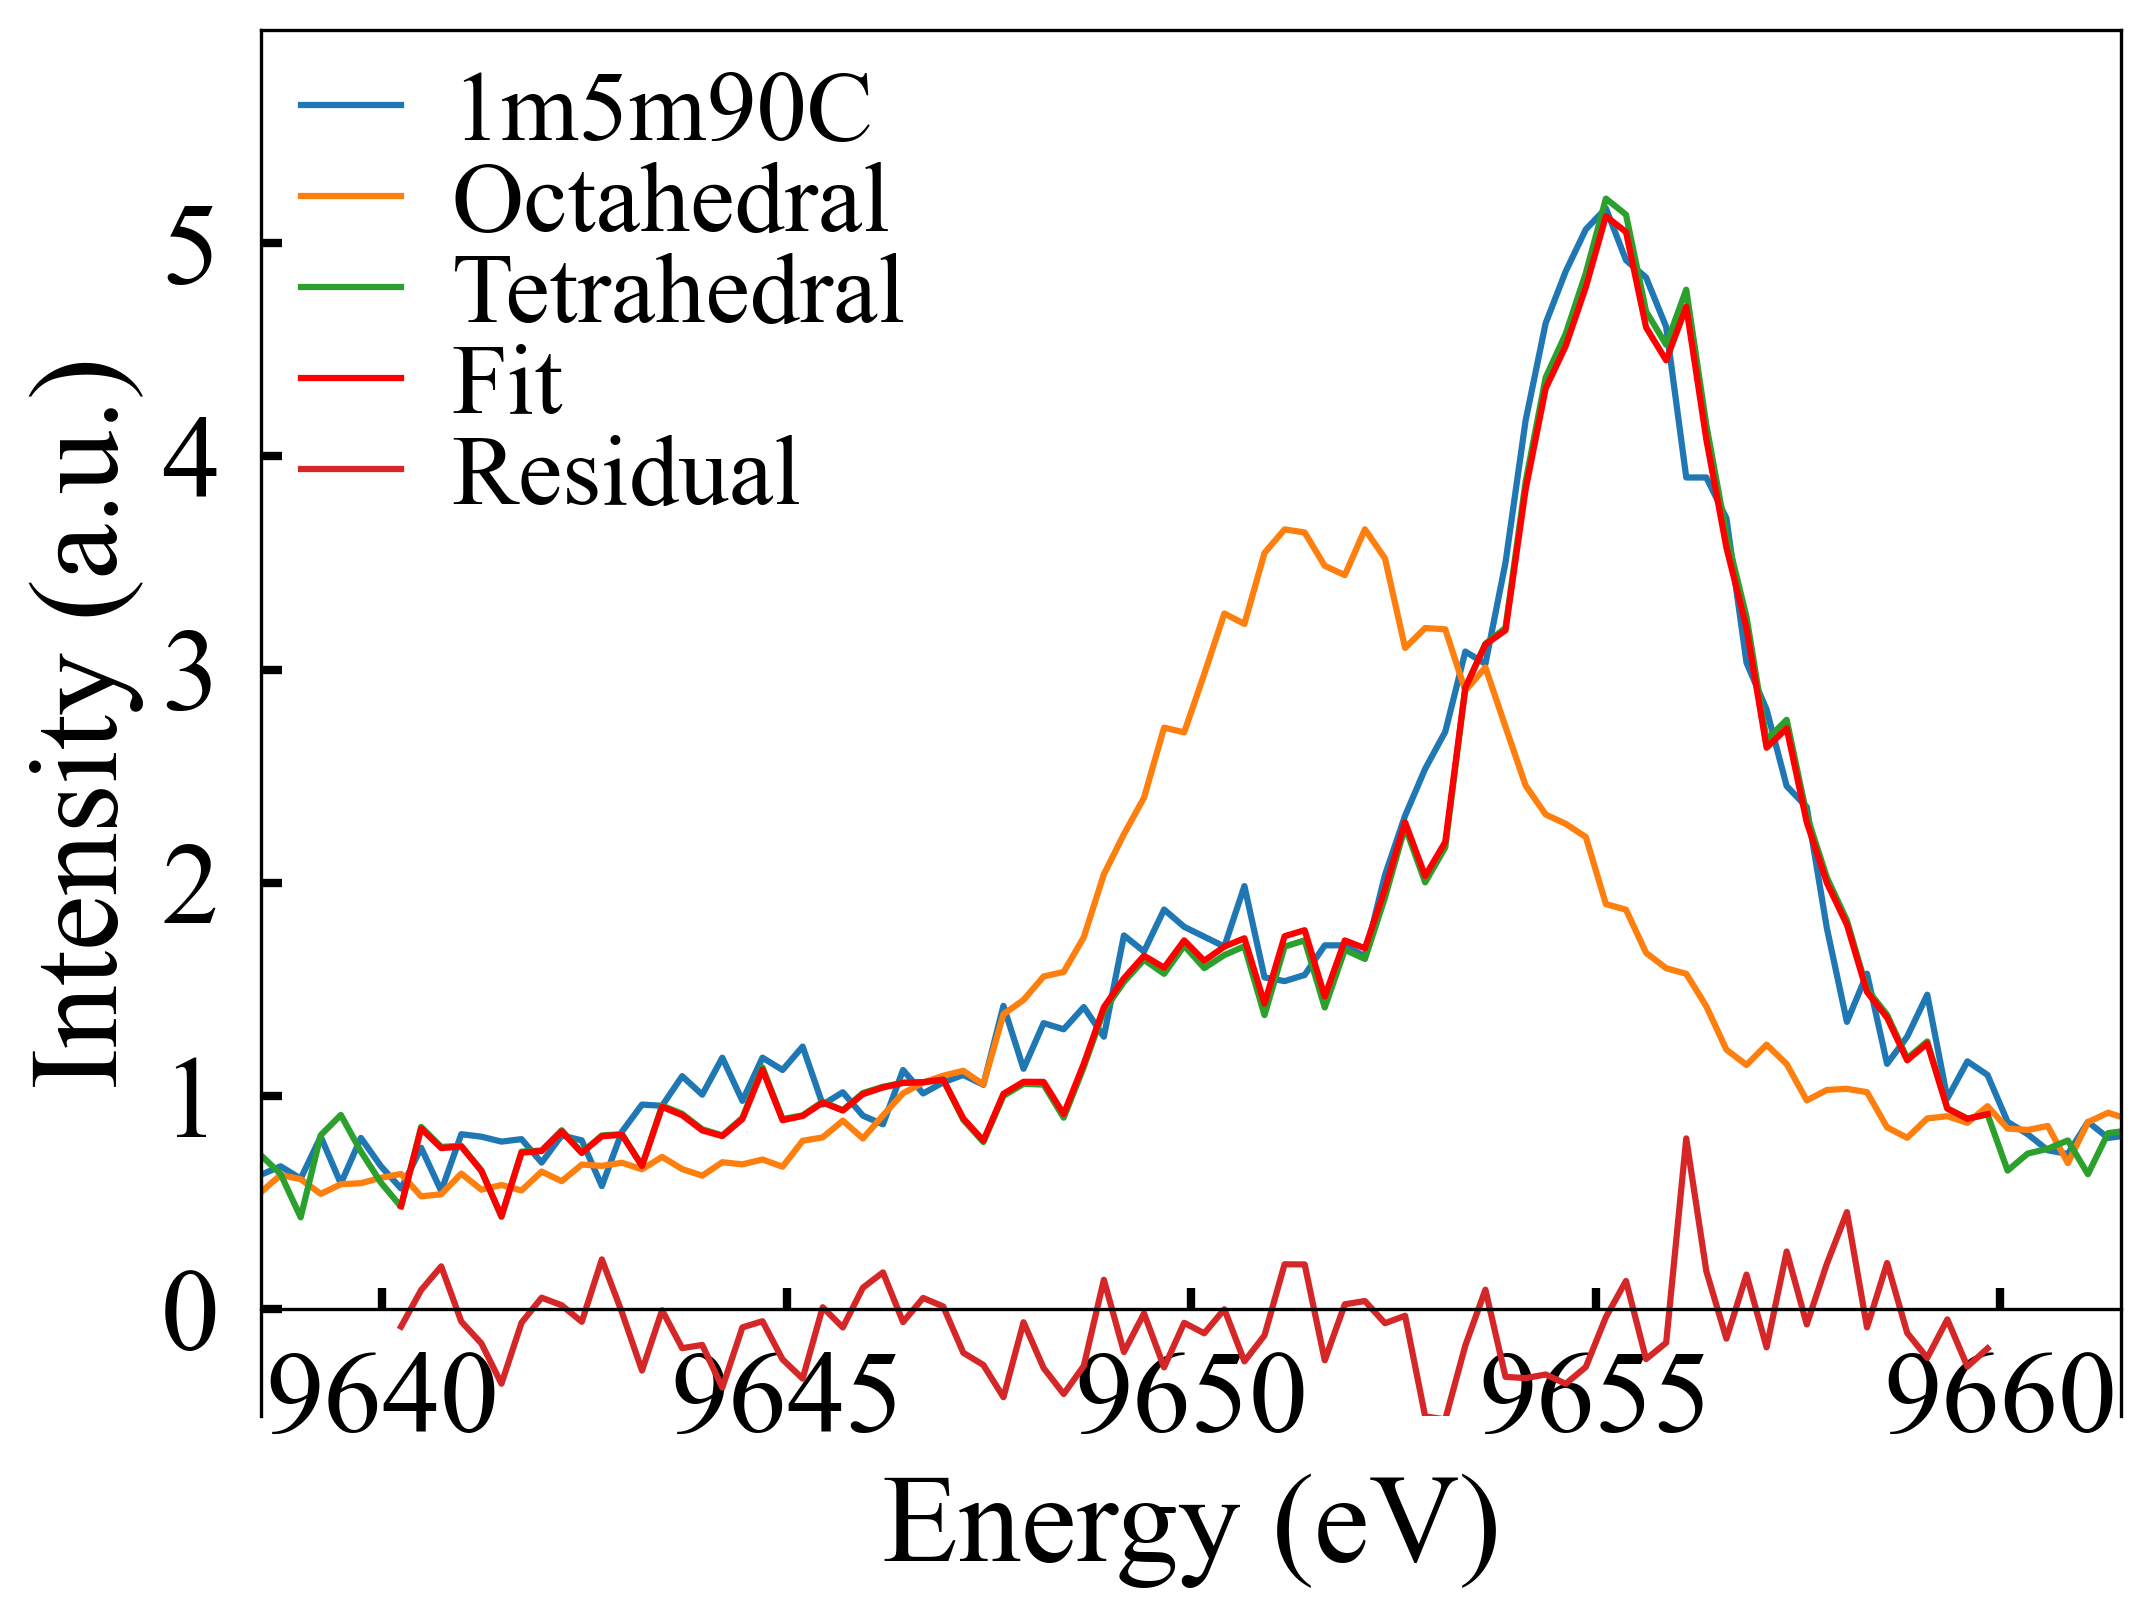 1m5m90C
Octahedral
Tetrahedral
Fit
Residual
5
4
3
2
1
0
Intensity (a.u.)
9640 9645 9650 9655 9660
Energy (eV)